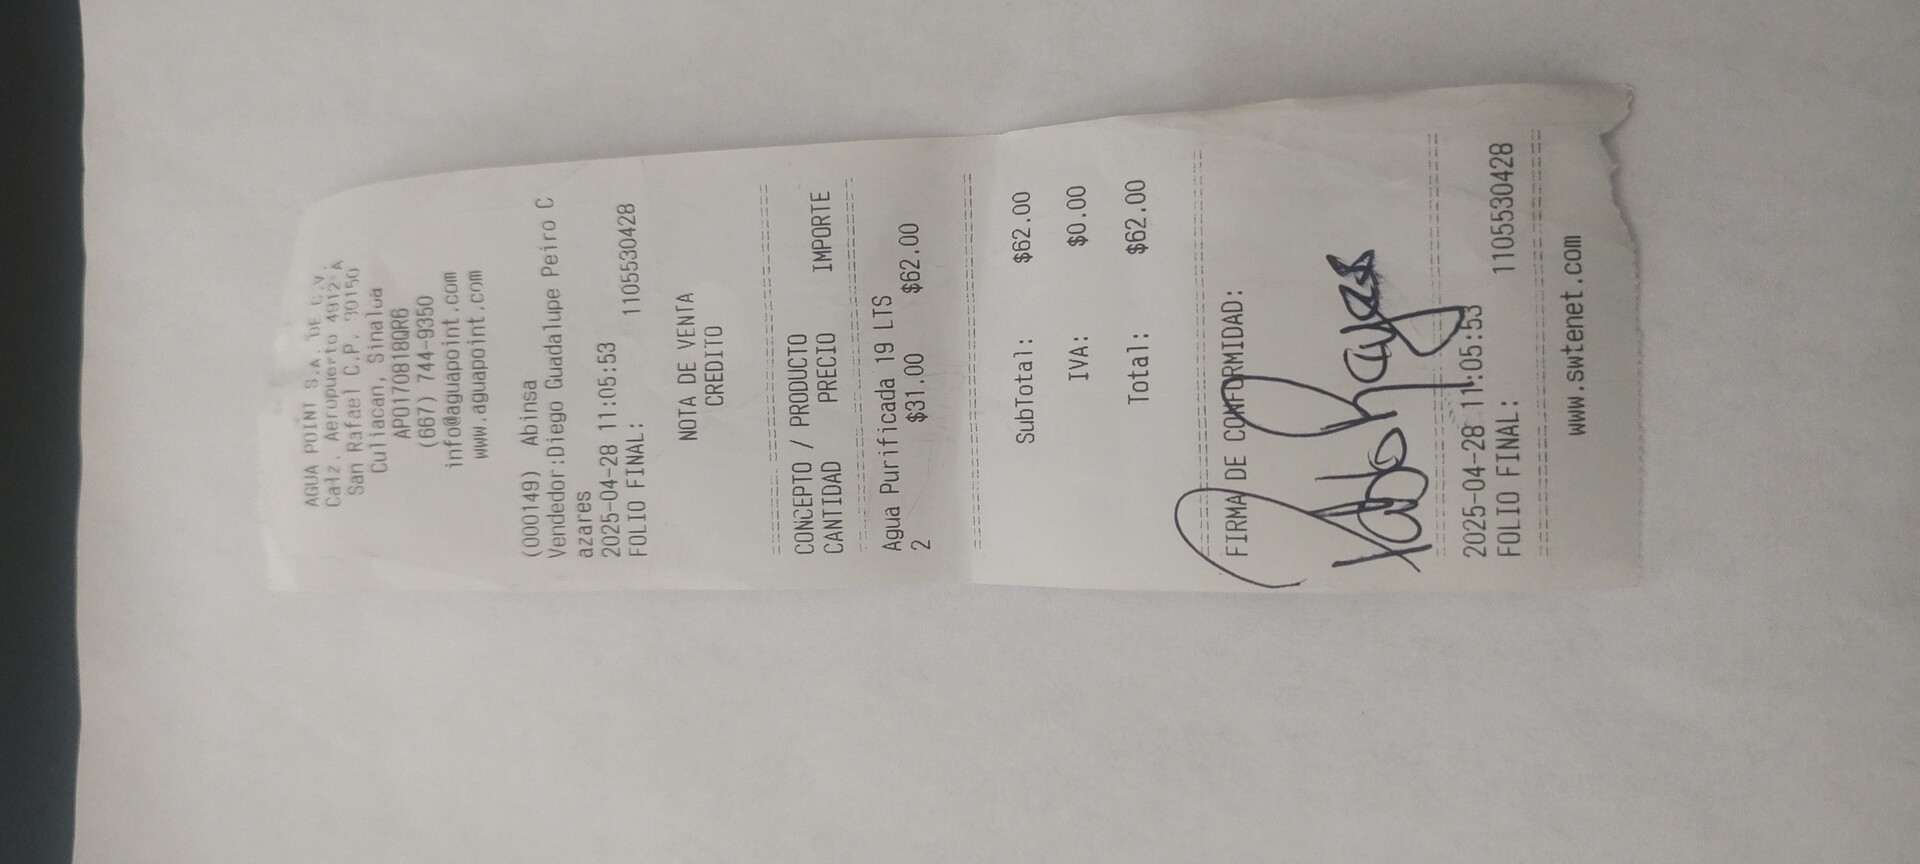 AGUA POINT S.A. DE C.V.
Calz. Aeropuerto 4912 A
San Rafael C.P. 80150
Culiacan, Sinaloa
APO170818QR6
(667) 744-9350
info@aguapoint.com
www.aguapoint.com
(000149) Abinsa
Vendedor:Diego Guadalupe Peiro C
azares
2025-04-28 11:05:53
FOLIO FINAL: 1105530428
NOTA DE VENTA
CREDITO
CONCEPTO / PRODUCTO
CANTIDAD PRECIO IMPORTE
Agua Purificada 19 LTS
2 $31.00 $62.00
SubTotal: $62.00
IVA: $0.00
Total: $62.00
FIRMA DE CONFORMIDAD:
2025-04-28 11:05:53
FOLIO FINAL: 1105530428
www.swtenet.com